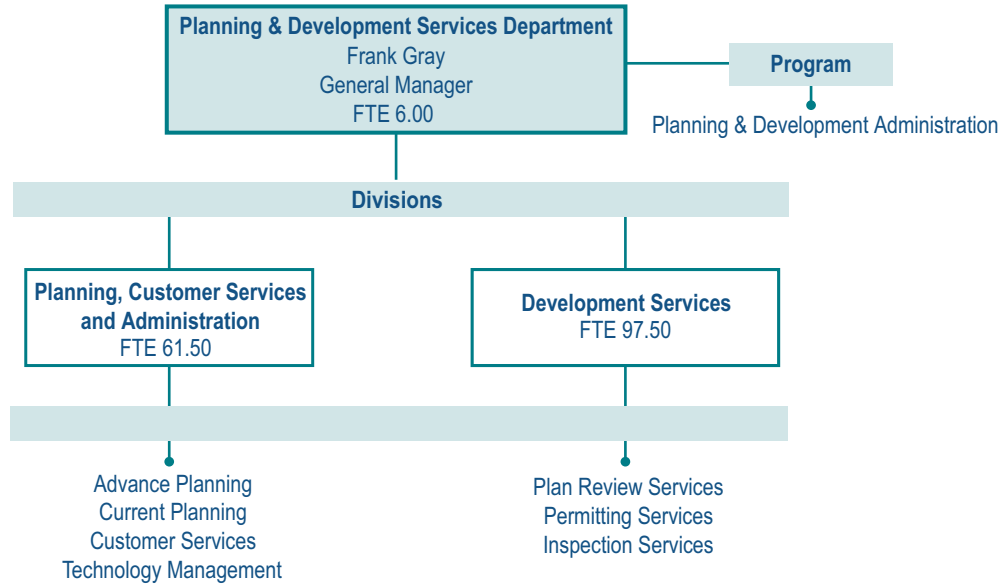 Planning & Development Services Department
Frank Gray
General Manager
FTE 6.00
Program
Planning & Development Administration
Divisions
Planning, Customer Services
and Administration
FTE 61.50
Development Services
FTE 97.50
Advance Planning
Current Planning
Customer Services
Technology Management
Plan Review Services
Permitting Services
Inspection Services